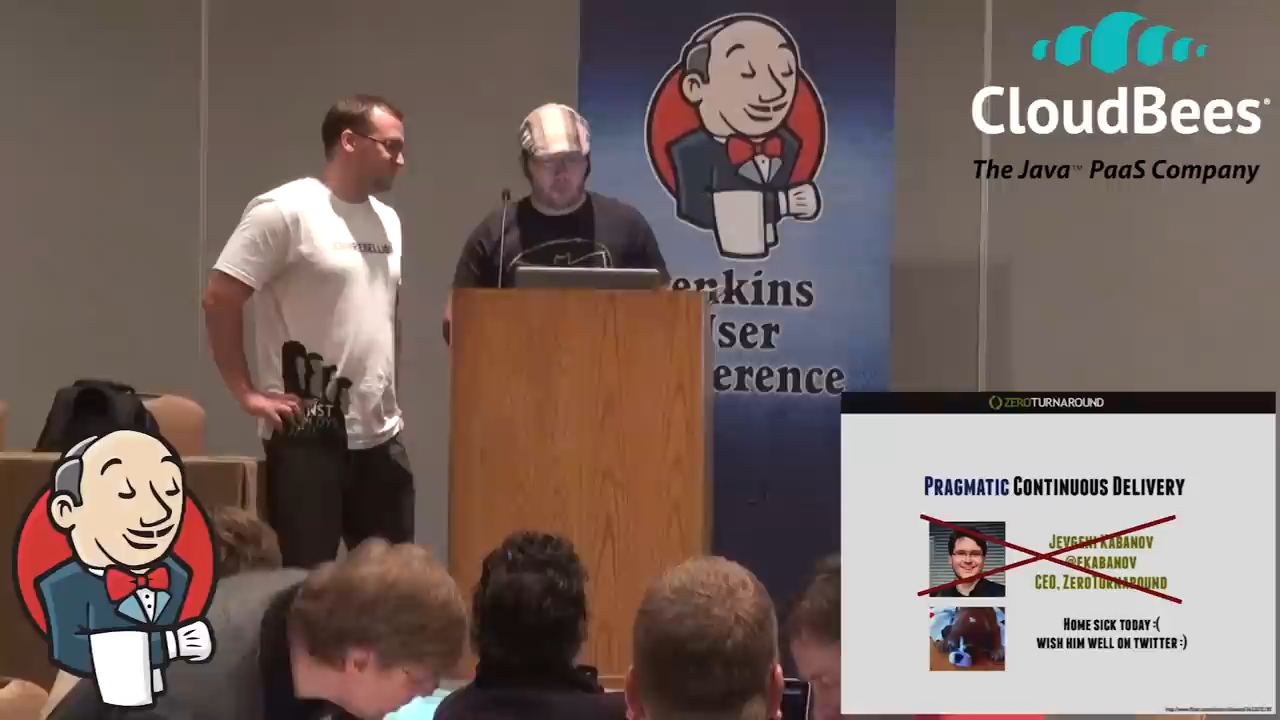 CloudBees
The Java™ PaaS Company
enkins
User
erence
ZEROTURNAROUND
PRAGMATIC CONTINUOUS DELIVERY
JEVGENI KABANOV
@EKABANOV
CEO, ZEROTURNAROUND
HOME SICK TODAY :(
WISH HIM WELL ON TWITTER :)